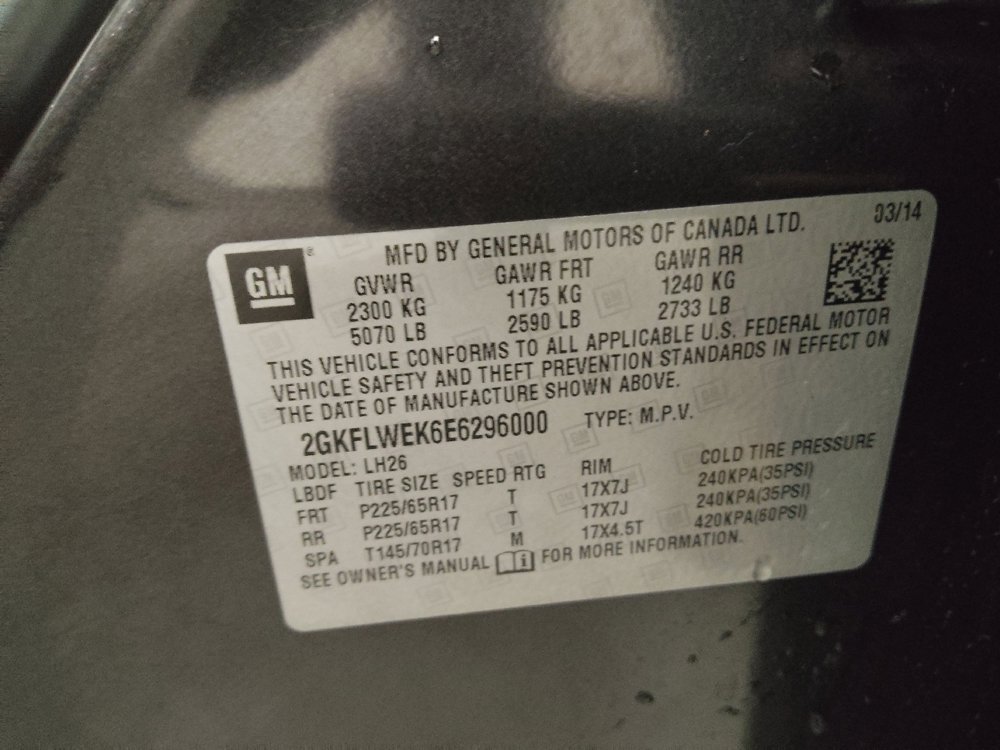 MFD BY GENERAL MOTORS OF CANADA LTD. 03/14
GM®
GVWR GAWR FRT GAWR RR
2300 KG 1175 KG 1240 KG
5070 LB 2590 LB 2733 LB
THIS VEHICLE CONFORMS TO ALL APPLICABLE U.S. FEDERAL MOTOR
VEHICLE SAFETY AND THEFT PREVENTION STANDARDS IN EFFECT ON
THE DATE OF MANUFACTURE SHOWN ABOVE.
2GKFLWEK6E6296000 TYPE: M.P.V.
MODEL: LH26
LBDF TIRE SIZE SPEED RTG RIM COLD TIRE PRESSURE
FRT P225/65R17 T 17X7J 240KPA(35PSI)
RR P225/65R17 T 17X7J 240KPA(35PSI)
SPA T145/70R17 M 17X4.5T 420KPA(60PSI)
SEE OWNER'S MANUAL i FOR MORE INFORMATION.